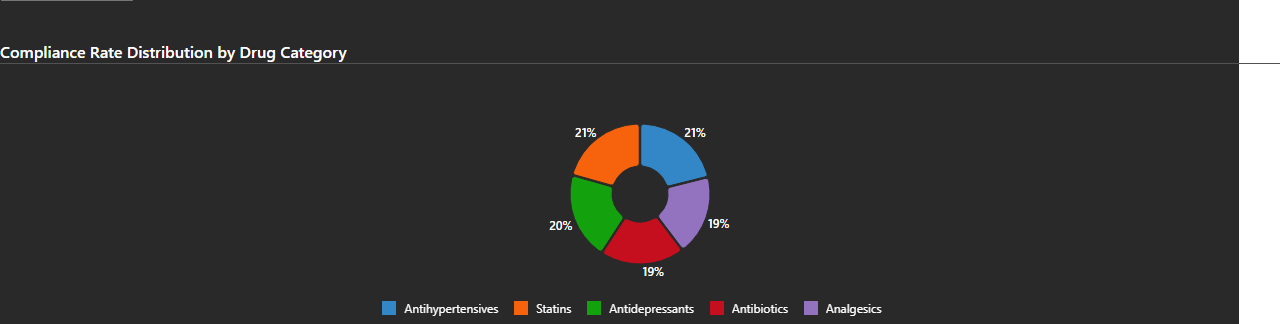 Compliance Rate Distribution by Drug Category
21% 21%
20% 19%
19%
Antihypertensives Statins Antidepressants Antibiotics Analgesics